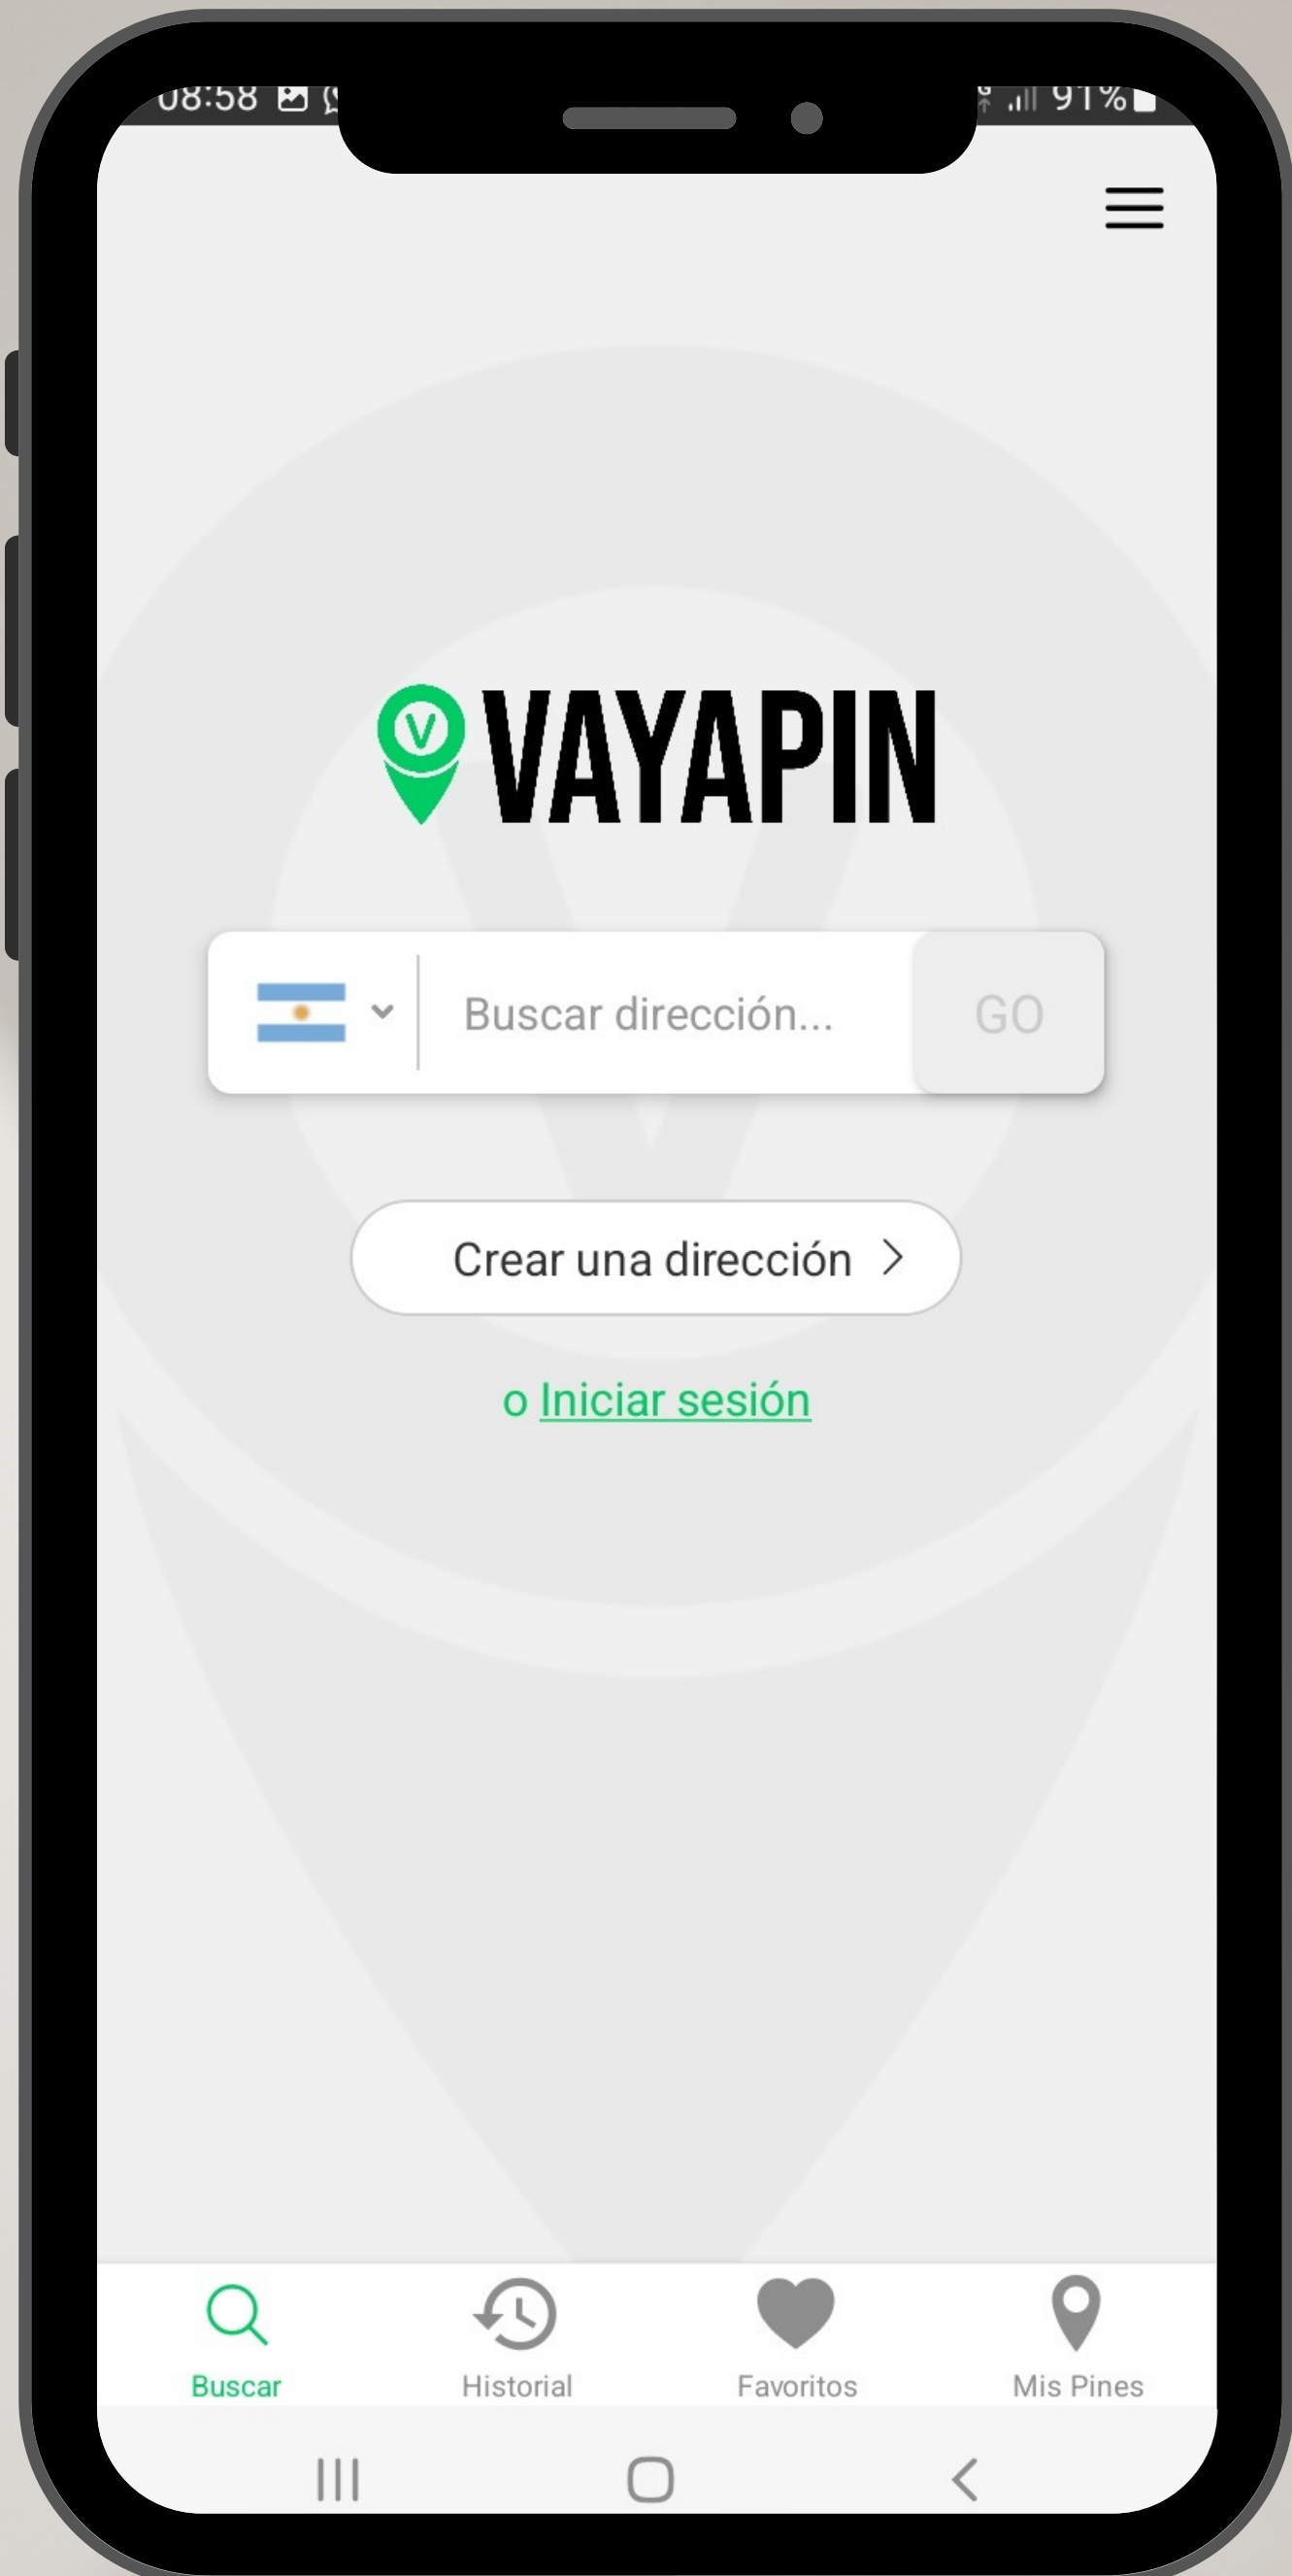 08:58 91%
V VAYAPIN
Buscar dirección... GO
Crear una dirección
o Iniciar sesión
Buscar Historial Favoritos Mis Pines